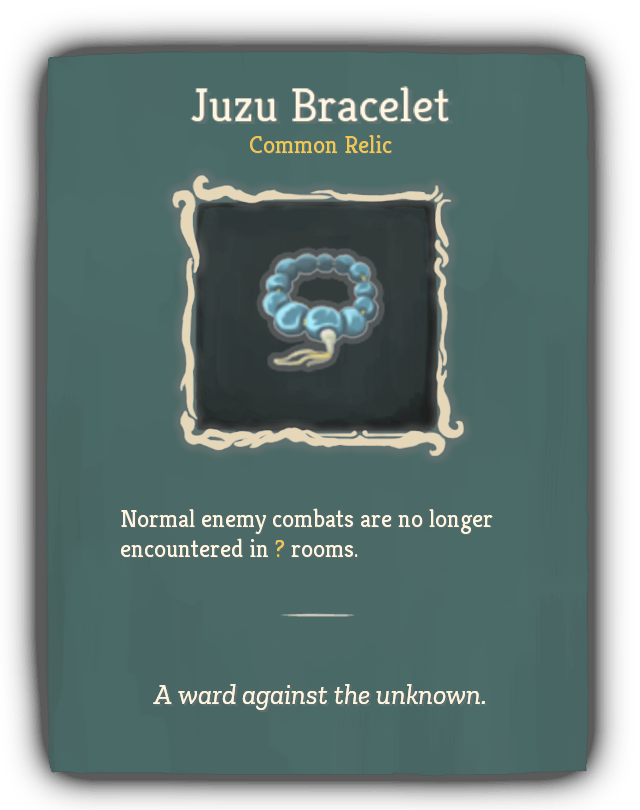 Juzu Bracelet
Common Relic
Normal enemy combats are no longer
encountered in ? rooms.
A ward against the unknown.